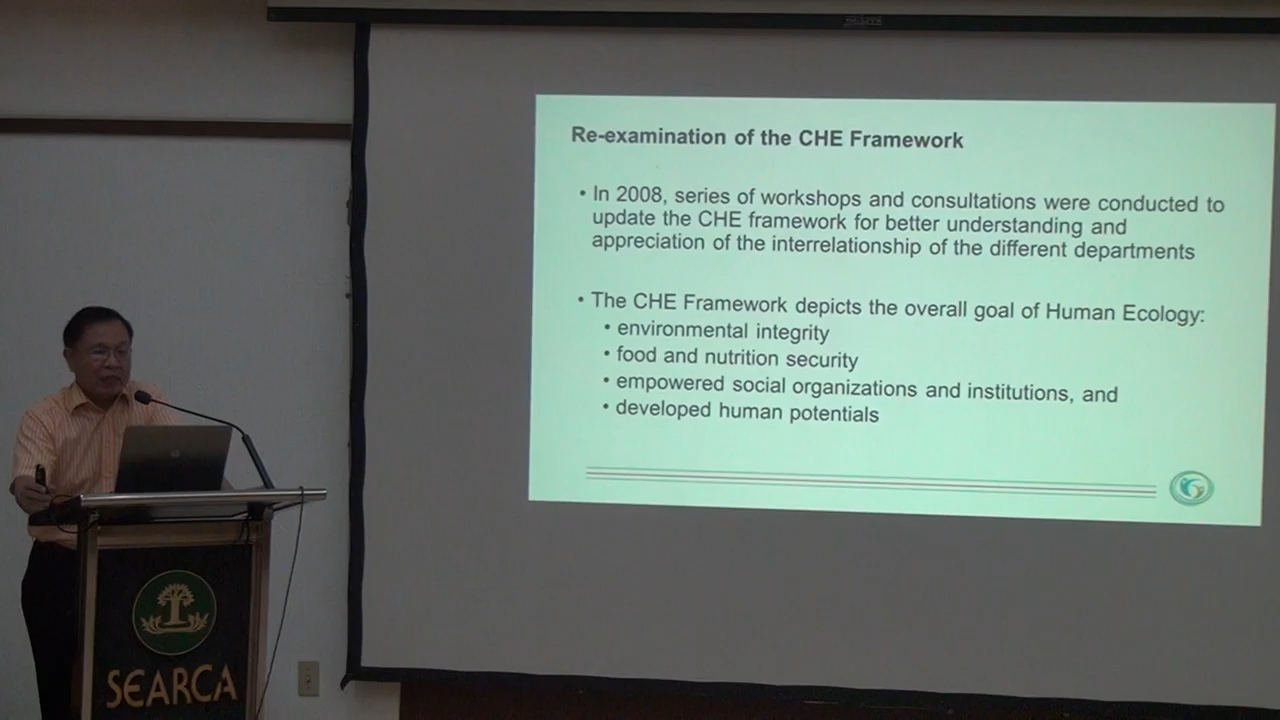 Re-examination of the CHE Framework
• In 2008, series of workshops and consultations were conducted to
update the CHE framework for better understanding and
appreciation of the interrelationship of the different departments
• The CHE Framework depicts the overall goal of Human Ecology:
• environmental integrity
• food and nutrition security
• empowered social organizations and institutions, and
• developed human potentials
SEARCA